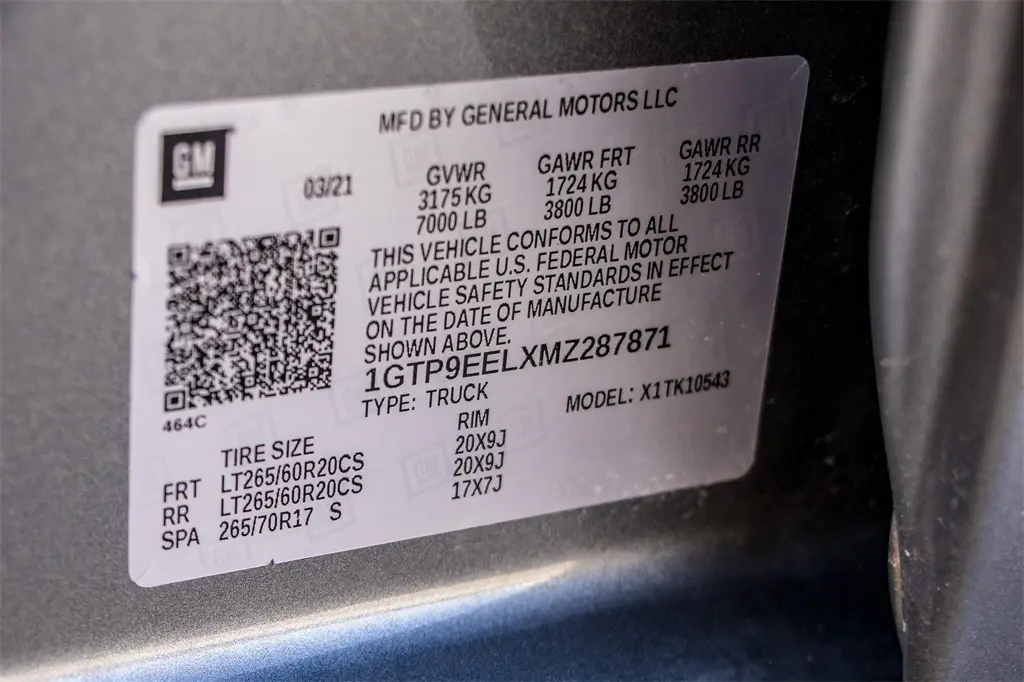 MFD BY GENERAL MOTORS LLC
GM
03/21
GVWR
3175 KG
7000 LB
GAWR FRT
1724 KG
3800 LB
GAWR RR
1724 KG
3800 LB
THIS VEHICLE CONFORMS TO ALL
APPLICABLE U.S. FEDERAL MOTOR
VEHICLE SAFETY STANDARDS IN EFFECT
ON THE DATE OF MANUFACTURE
SHOWN ABOVE.
1GTP9EELXMZ287871
TYPE: TRUCK
MODEL: X1TK10543
464C
TIRE SIZE RIM
FRT LT265/60R20CS 20X9J
RR LT265/60R20CS 20X9J
SPA 265/70R17 S 17X7J